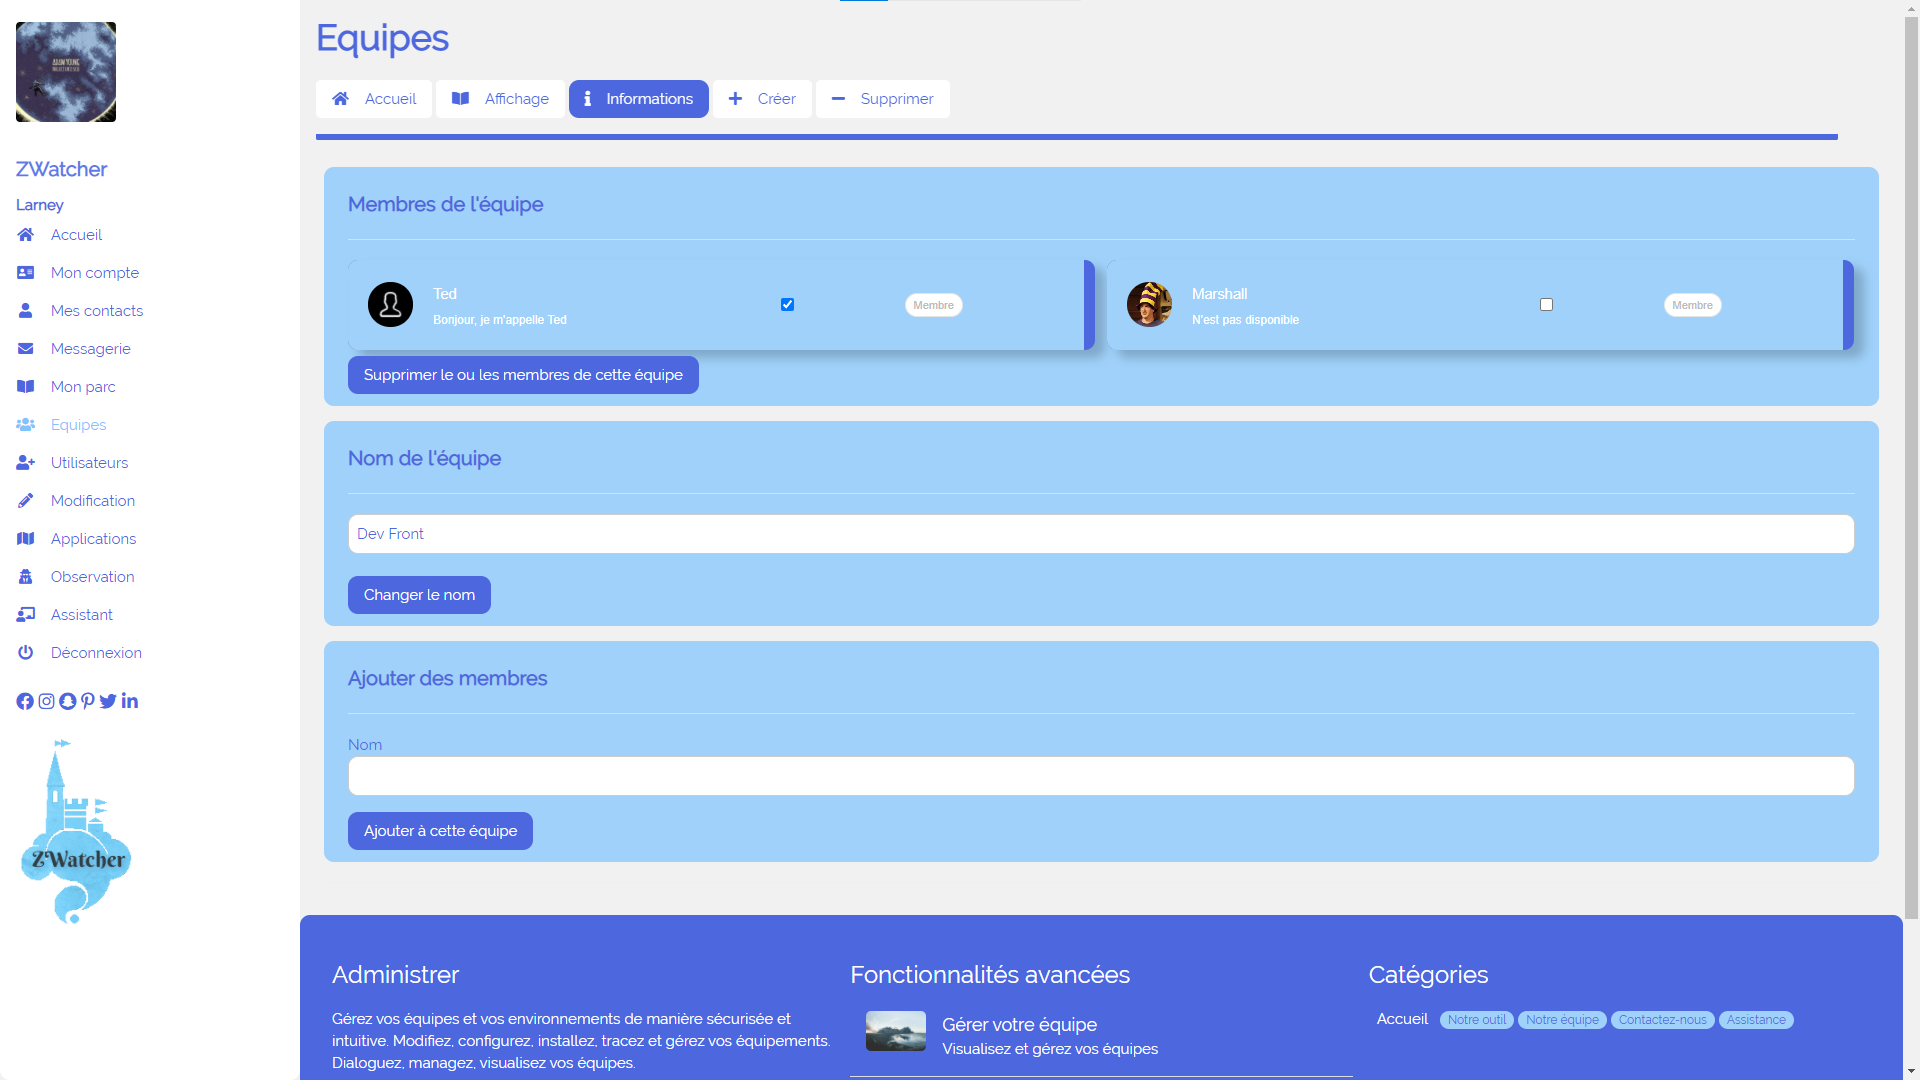 ZWatcher
Larney
Accueil
Mon compte
Mes contacts
Messagerie
Mon parc
Equipes
Utilisateurs
Modification
Applications
Observation
Assistant
Déconnexion
ZWatcher
Equipes
Accueil
Affichage
Informations
Créer
Supprimer
Membres de l'équipe
Ted
Bonjour, je m'appelle Ted
Membre
Marshall
N'est pas disponible
Membre
Supprimer le ou les membres de cette équipe
Nom de l'équipe
Dev Front
Changer le nom
Ajouter des membres
Nom
Ajouter à cette équipe
Administrer
Gérez vos équipes et vos environnements de manière sécurisée et
intuitive. Modifiez, configurez, installez, tracez et gérez vos équipements.
Dialoguez, managez, visualisez vos équipes.
Fonctionnalités avancées
Gérer votre équipe
Visualisez et gérez vos équipes
Catégories
Accueil
Notre outil
Notre équipe
Contactez-nous
Assistance